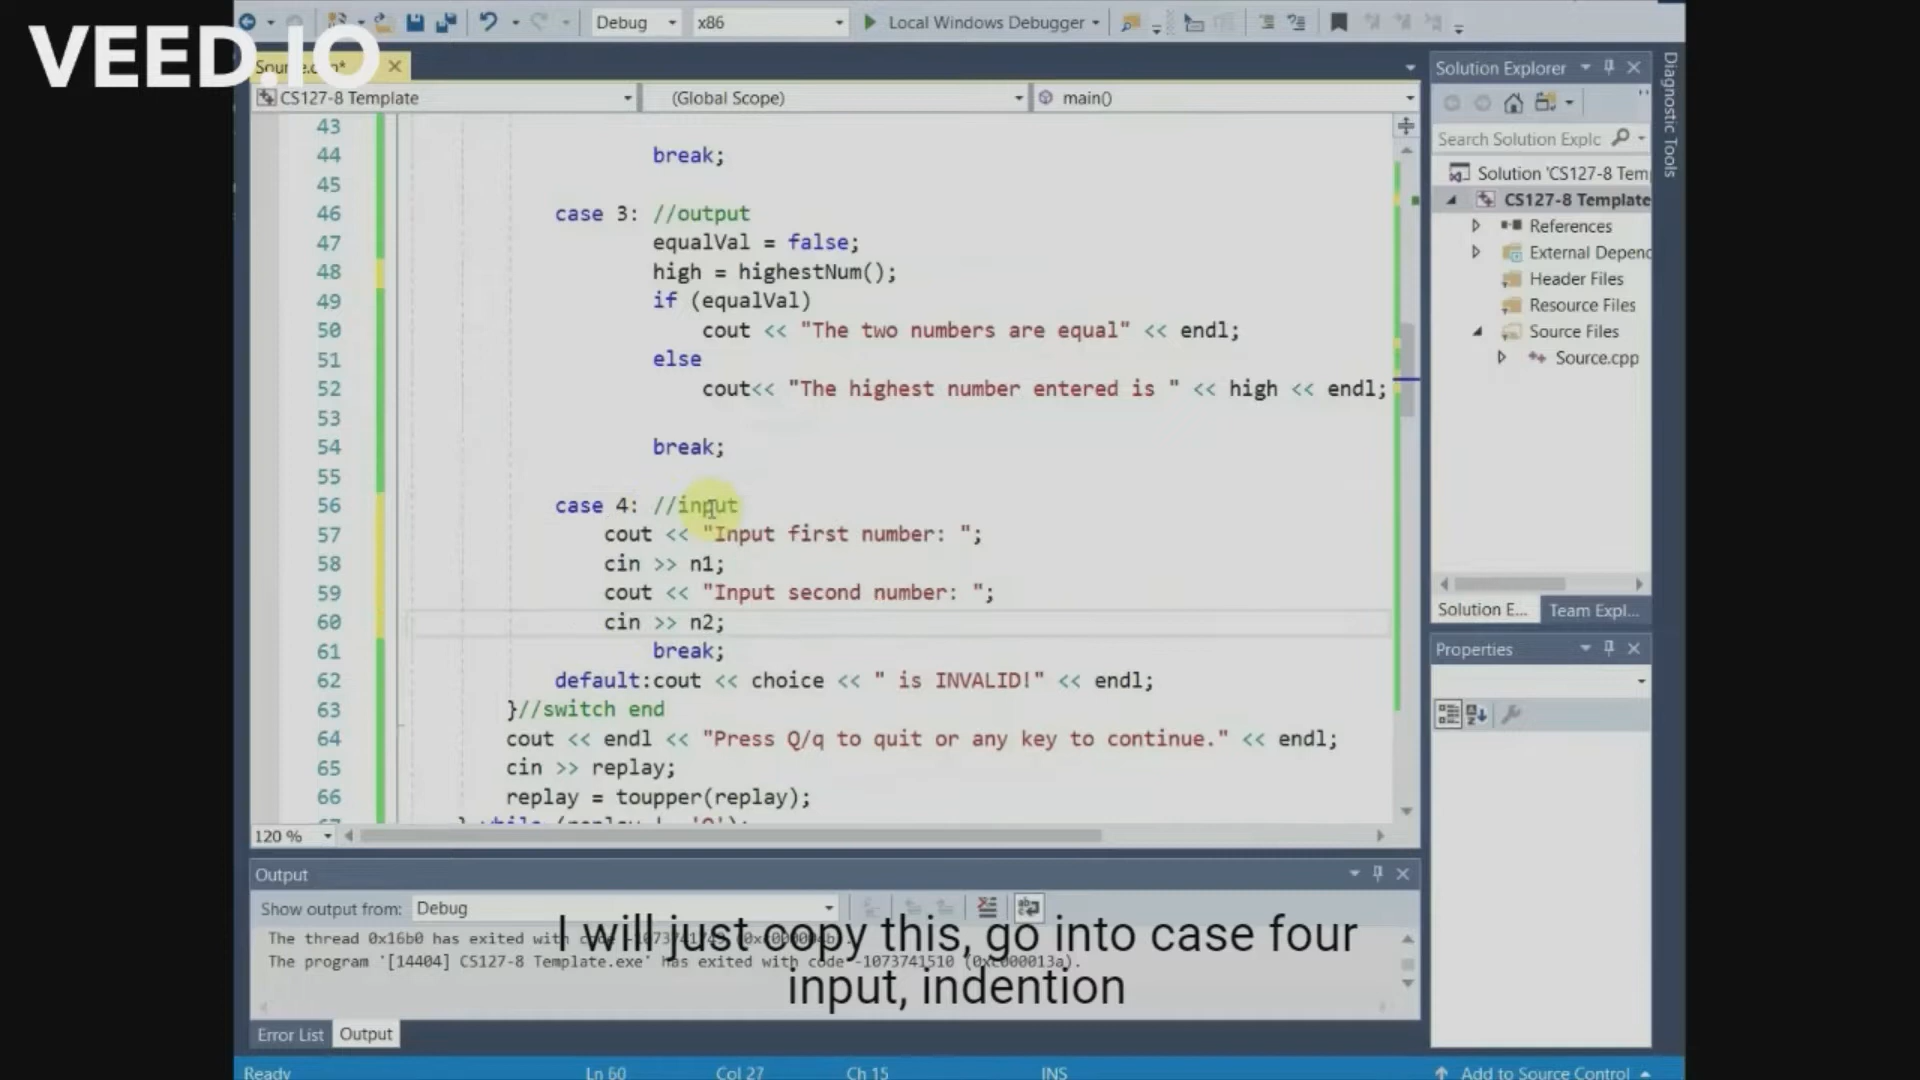 VEED.IO
Debug
x86
Local Windows Debugger
CS127-8 Template
(Global Scope)
main()
43
44 break;
45
46 case 3: //output
47 equalVal = false;
48 high = highestNum();
49 if (equalVal)
50 cout << "The two numbers are equal" << endl;
51 else
52 cout<< "The highest number entered is " << high << endl;
53
54 break;
55
56 case 4: //input
57 cout << "Input first number: ";
58 cin >> n1;
59 cout << "Input second number: ";
60 cin >> n2;
61 break;
62 default:cout << choice << " is INVALID!" << endl;
63 }//switch end
64 cout << endl << "Press Q/q to quit or any key to continue." << endl;
65 cin >> replay;
66 replay = toupper(replay);
120 %
Output
Show output from: Debug
The thread 0x16b0 has exited with code
The program '[14404] CS127-8 Template.exe' has exited with code -1073741510 (0xc000013a).
I will just copy this, go into case four
input, indention
Error List Output
Ready Ln 60 Col 27 Ch 15 INS Add to Source Control
Solution Explorer
Search Solution Explc
Solution 'CS127-8 Tem
CS127-8 Template
References
External Depend
Header Files
Resource Files
Source Files
Source.cpp
Solution E... Team Expl...
Properties
Diagnostic Tools